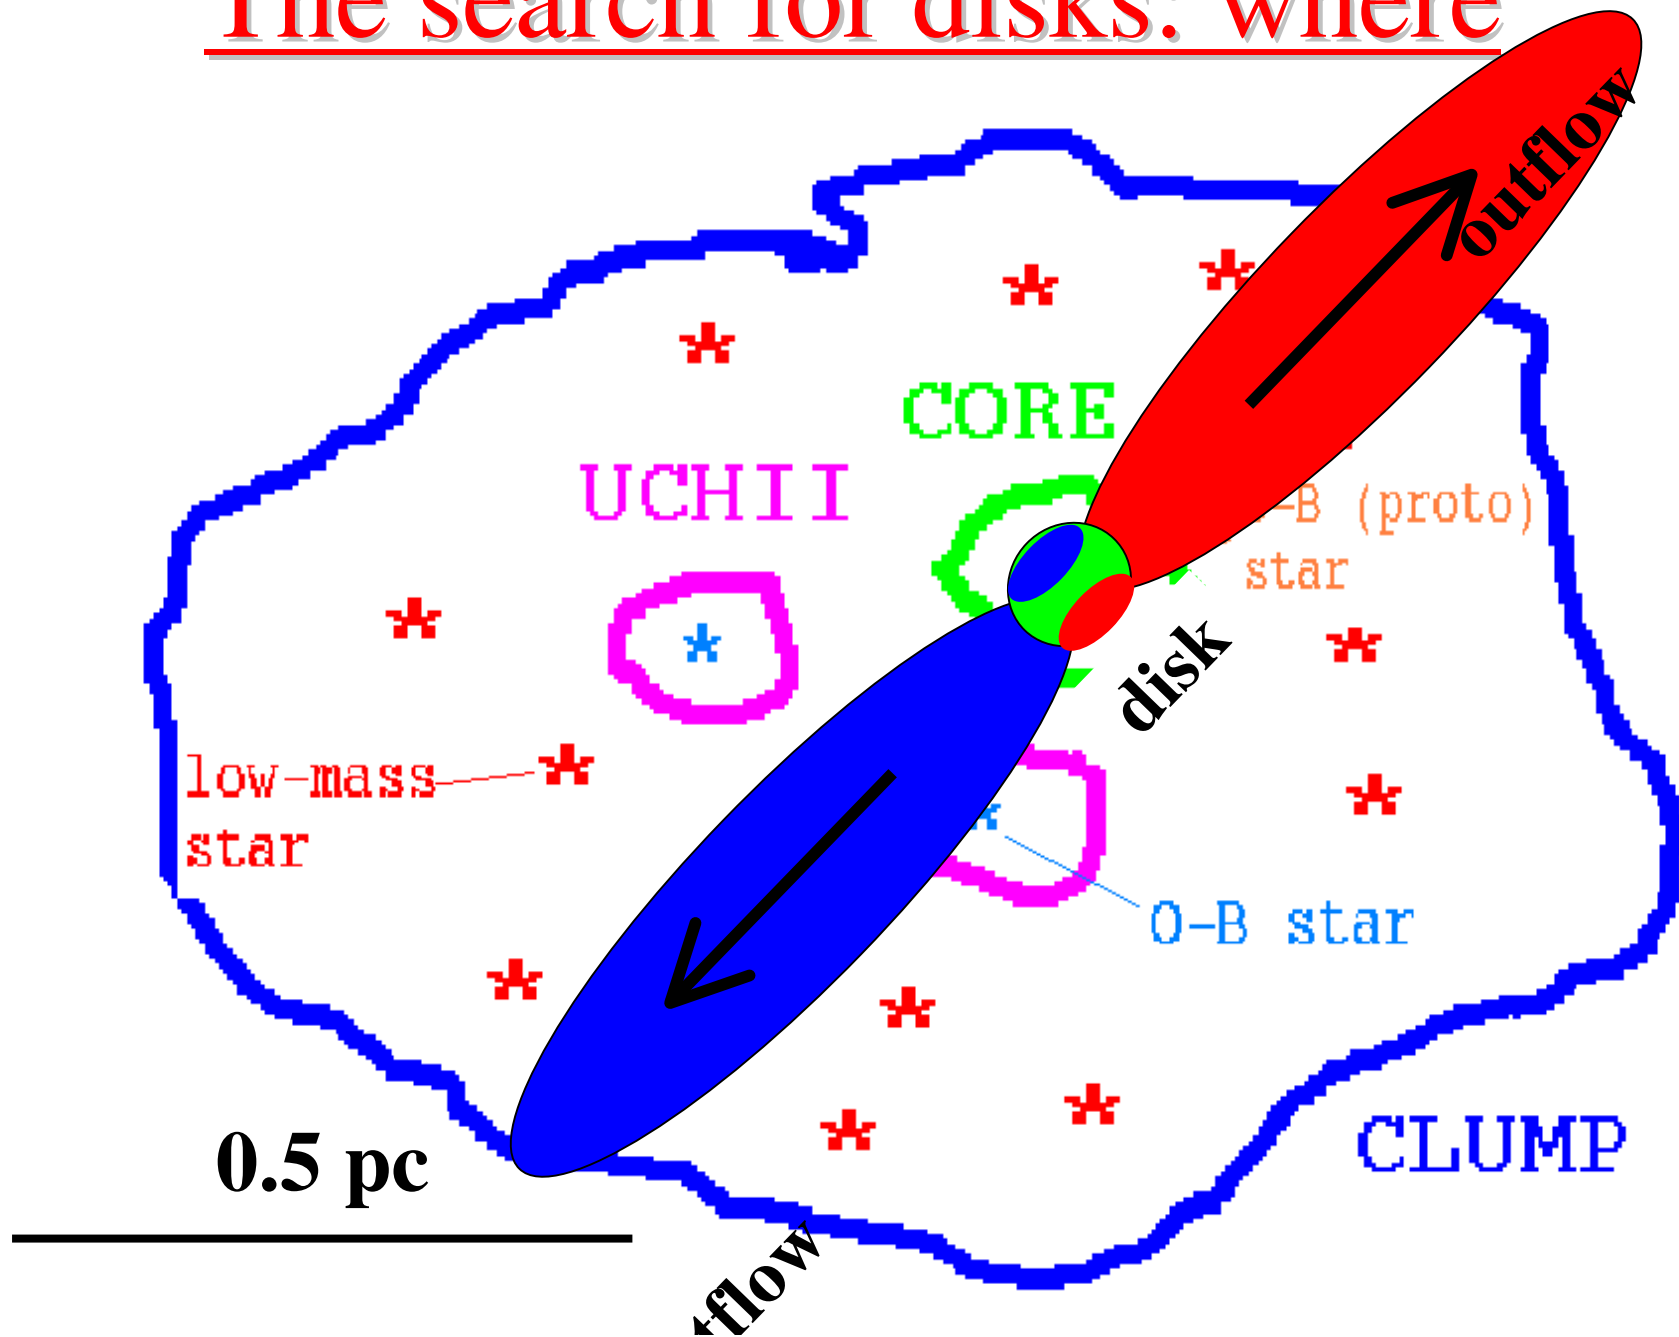 The search for disks: where
outflow
CORE
UCHII
-B (proto)
star
disk
low-mass
star
O-B star
0.5 pc
CLUMP
tflow